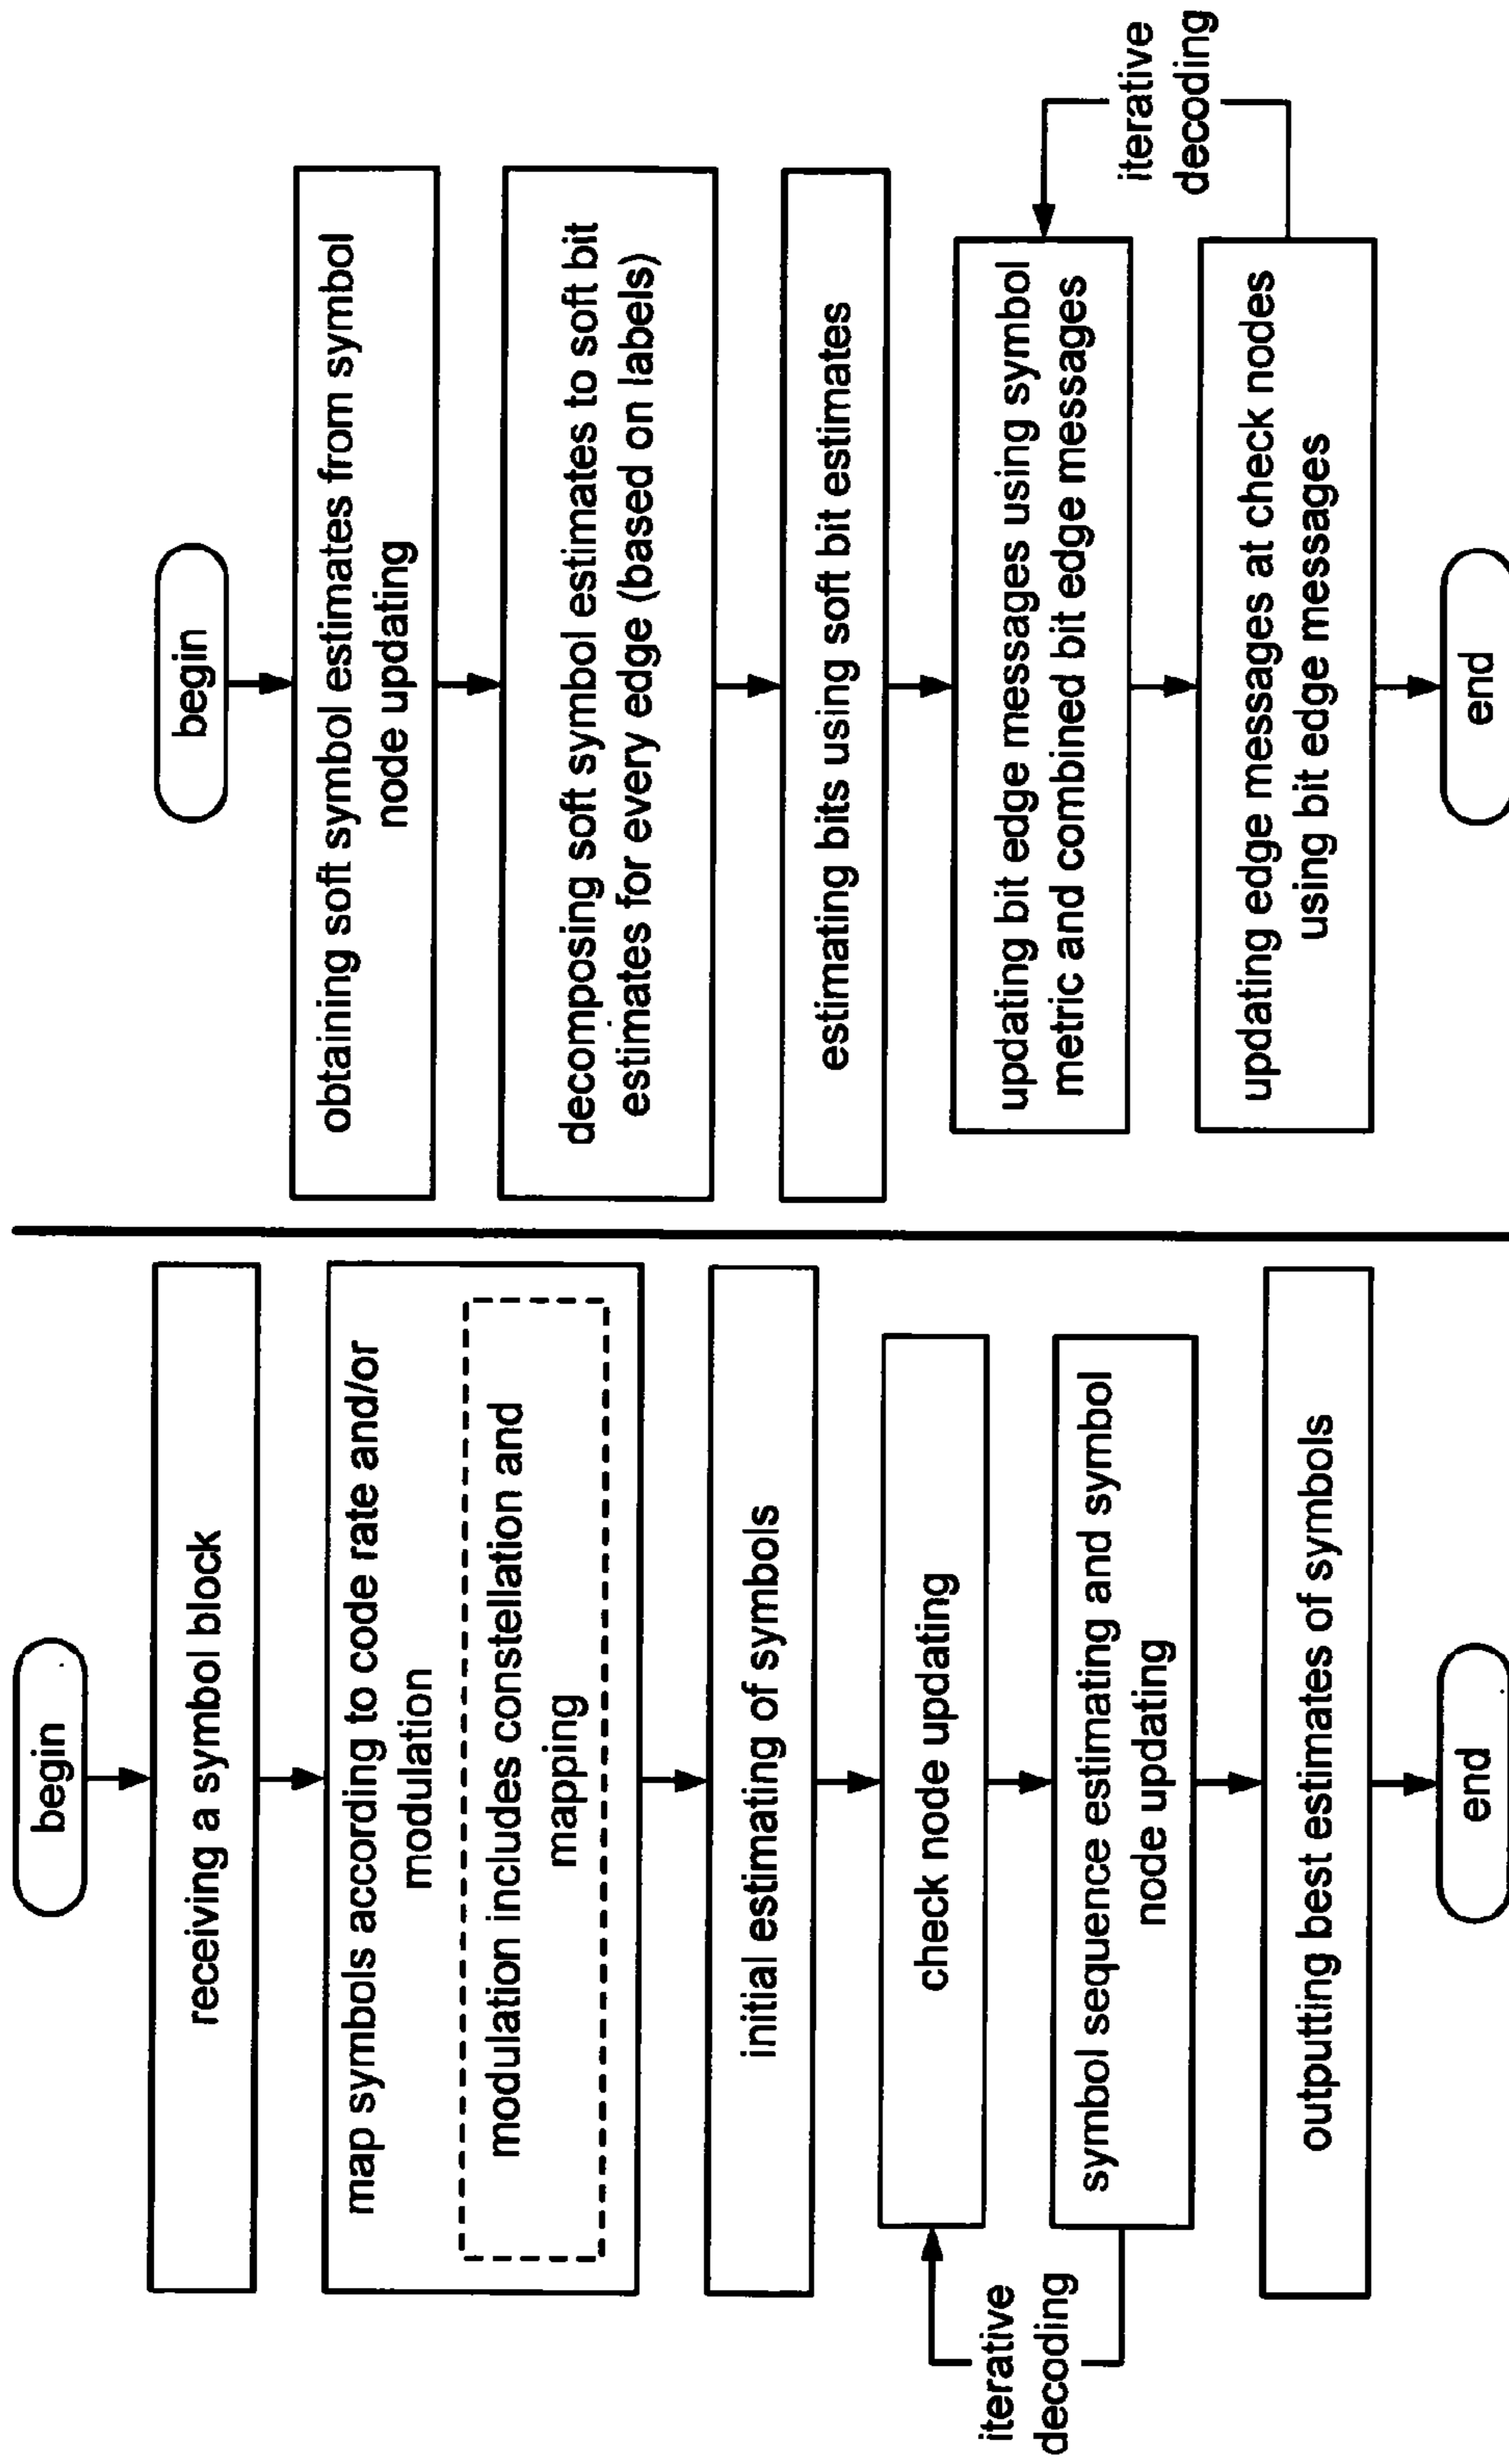 begin
receiving a symbol block
map symbols according to code rate and/or
modulation
modulation includes constellation and
mapping
initial estimating of symbols
check node updating
symbol sequence estimating and symbol
node updating
iterative
decoding
outputting best estimates of symbols
end
begin
obtaining soft symbol estimates from symbol
node updating
decomposing soft symbol estimates to soft bit
estimates for every edge (based on labels)
estimating bits using soft bit estimates
updating bit edge messages using symbol
metric and combined bit edge messages
updating edge messages at check nodes
using bit edge messages
iterative
decoding
end